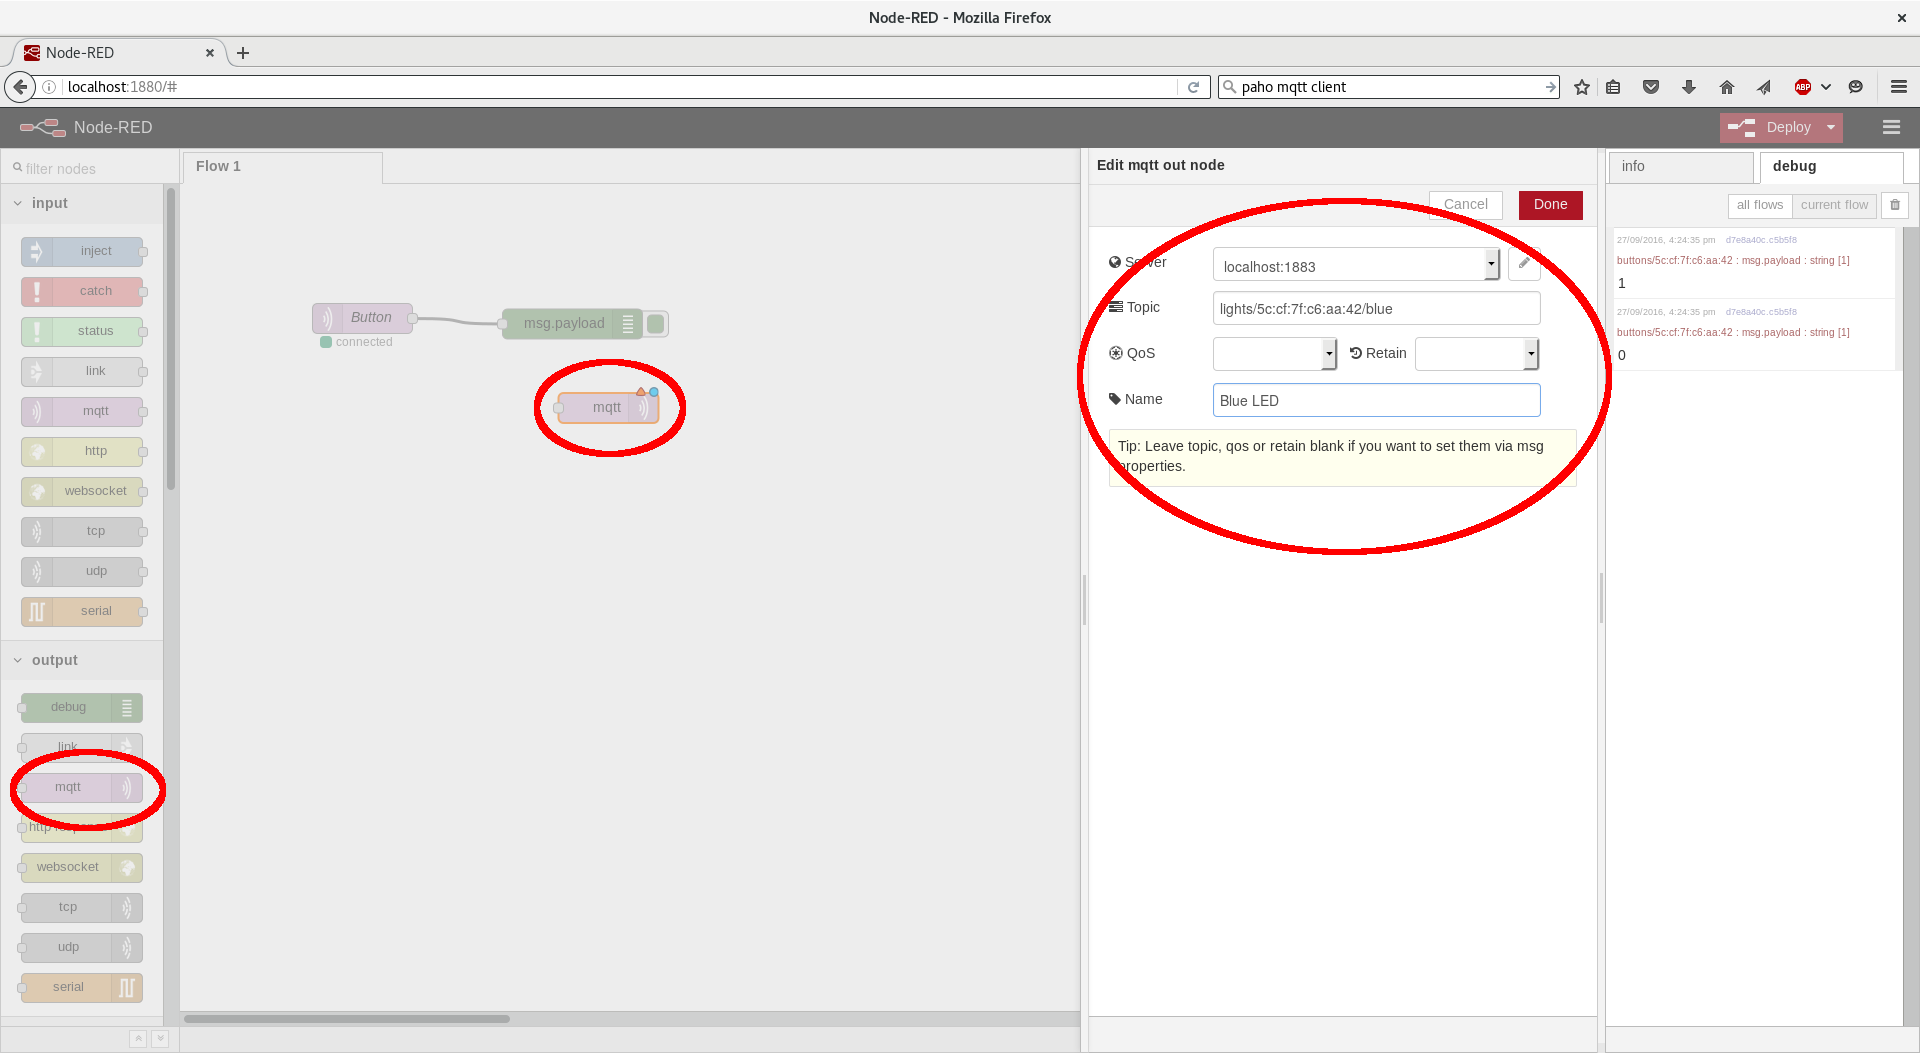 Node-RED - Mozilla Firefox
Node-RED
localhost:1880/#
paho mqtt client
ABP
Node-RED
Deploy
filter nodes
input
inject
catch
status
link
mqtt
http
websocket
tcp
udp
serial
output
debug
link
mqtt
http
websocket
tcp
udp
serial
Flow 1
Button
connected
msg.payload
mqtt
Edit mqtt out node
Cancel
Done
Server
localhost:1883
Topic
lights/5c:cf:7f:c6:aa:42/blue
QoS
Retain
Name
Blue LED
Tip: Leave topic, qos or retain blank if you want to set them via msg
properties.
info
debug
all flows
current flow
27/09/2016, 4:24:35 pm d7e8a40c.c5b5f8
buttons/5c:cf:7f:c6:aa:42 : msg.payload : string [1]
1
27/09/2016, 4:24:35 pm d7e8a40c.c5b5f8
buttons/5c:cf:7f:c6:aa:42 : msg.payload : string [1]
0